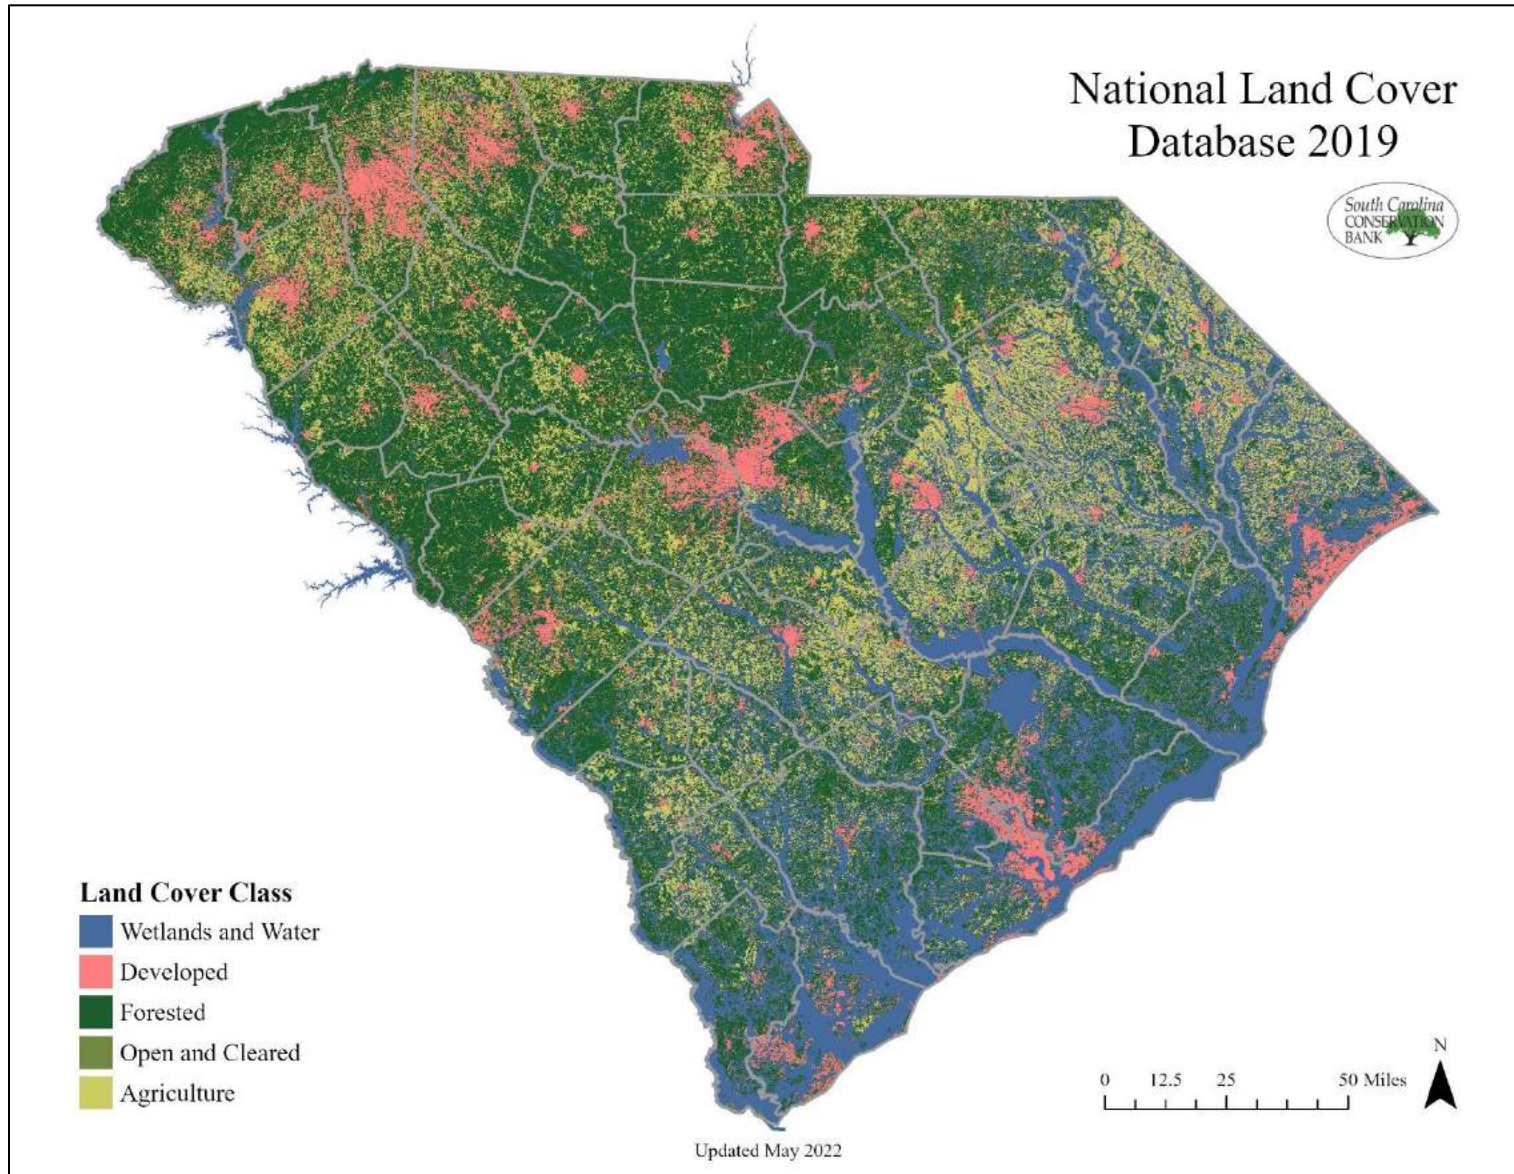 National Land Cover
Database 2019
South Carolina
CONSERVATION
BANK
Land Cover Class
Wetlands and Water
Developed
Forested
Open and Cleared
Agriculture
N
0 12.5 25 50 Miles
Updated May 2022